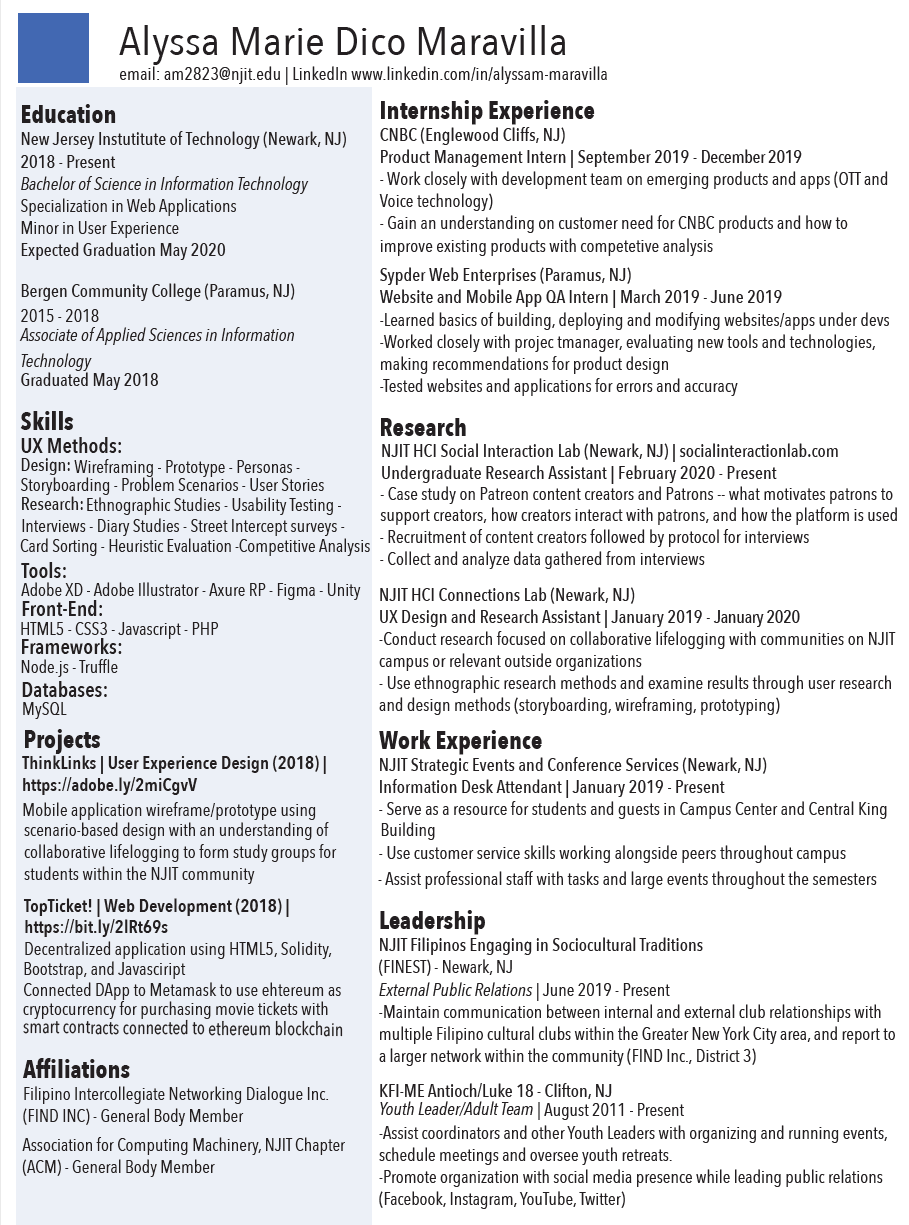 Alyssa Marie Dico Maravilla
email: am2823@njit.edu | LinkedIn www.linkedin.com/in/alyssam-maravilla
Education
New Jersey Instutitute of Technology (Newark, NJ)
2018 - Present
Bachelor of Science in Information Technology
Specialization in Web Applications
Minor in User Experience
Expected Graduation May 2020
Bergen Community College (Paramus, NJ)
2015 - 2018
Associate of Applied Sciences in Information
Technology
Graduated May 2018
Skills
UX Methods:
Design: Wireframing - Prototype - Personas -
Storyboarding - Problem Scenarios - User Stories
Research: Ethnographic Studies - Usability Testing -
Interviews - Diary Studies - Street Intercept surveys -
Card Sorting - Heuristic Evaluation -Competitive Analysis
Tools:
Adobe XD - Adobe Illustrator - Axure RP - Figma - Unity
Front-End:
HTML5 - CSS3 - Javascript - PHP
Frameworks:
Node.js - Truffle
Databases:
MySQL
Projects
ThinkLinks | User Experience Design (2018) |
https://adobe.ly/2miCgvV
Mobile application wireframe/prototype using
scenario-based design with an understanding of
collaborative lifelogging to form study groups for
students within the NJIT community
TopTicket! | Web Development (2018) |
https://bit.ly/2lRt69s
Decentralized application using HTML5, Solidity,
Bootstrap, and Javasciript
Connected DApp to Metamask to use ehtereum as
cryptocurrency for purchasing movie tickets with
smart contracts connected to ethereum blockchain
Affiliations
Filipino Intercollegiate Networking Dialogue Inc.
(FIND INC) - General Body Member
Association for Computing Machinery, NJIT Chapter
(ACM) - General Body Member
Internship Experience
CNBC (Englewood Cliffs, NJ)
Product Management Intern | September 2019 - December 2019
- Work closely with development team on emerging products and apps (OTT and
Voice technology)
- Gain an understanding on customer need for CNBC products and how to
improve existing products with competetive analysis
Sypder Web Enterprises (Paramus, NJ)
Website and Mobile App QA Intern | March 2019 - June 2019
-Learned basics of building, deploying and modifying websites/apps under devs
-Worked closely with projec tmanager, evaluating new tools and technologies,
making recommendations for product design
-Tested websites and applications for errors and accuracy
Research
NJIT HCI Social Interaction Lab (Newark, NJ) | socialinteractionlab.com
Undergraduate Research Assistant | February 2020 - Present
- Case study on Patreon content creators and Patrons -- what motivates patrons to
support creators, how creators interact with patrons, and how the platform is used
- Recruitment of content creators followed by protocol for interviews
- Collect and analyze data gathered from interviews
NJIT HCI Connections Lab (Newark, NJ)
UX Design and Research Assistant | January 2019 - January 2020
-Conduct research focused on collaborative lifelogging with communities on NJIT
campus or relevant outside organizations
- Use ethnographic research methods and examine results through user research
and design methods (storyboarding, wireframing, prototyping)
Work Experience
NJIT Strategic Events and Conference Services (Newark, NJ)
Information Desk Attendant | January 2019 - Present
- Serve as a resource for students and guests in Campus Center and Central King
Building
- Use customer service skills working alongside peers throughout campus
- Assist professional staff with tasks and large events throughout the semesters
Leadership
NJIT Filipinos Engaging in Sociocultural Traditions
(FINEST) - Newark, NJ
External Public Relations | June 2019 - Present
-Maintain communication between internal and external club relationships with
multiple Filipino cultural clubs within the Greater New York City area, and report to
a larger network within the community (FIND Inc., District 3)
KFI-ME Antioch/Luke 18 - Clifton, NJ
Youth Leader/Adult Team | August 2011 - Present
-Assist coordinators and other Youth Leaders with organizing and running events,
schedule meetings and oversee youth retreats.
-Promote organization with social media presence while leading public relations
(Facebook, Instagram, YouTube, Twitter)